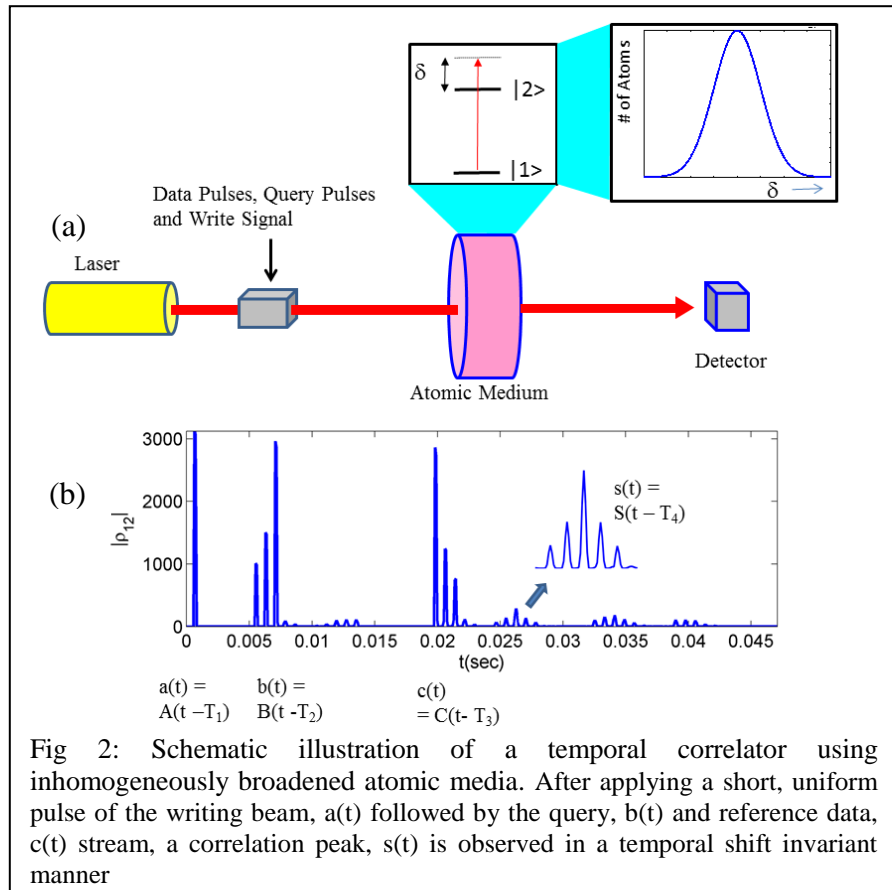 δ
|2>
|1>
# of Atoms
δ
Data Pulses, Query Pulses
and Write Signal
(a)
Laser
Atomic Medium
Detector
(b)
|ρ12|
3000
2000
1000
0
s(t) =
S(t – T4)
0 0.005 0.01 0.015 0.02 0.025 0.03 0.035 0.04 0.045
t(sec)
a(t) =
A(t –T1)
b(t) =
B(t -T2)
c(t)
= C(t- T3)
Fig 2: Schematic illustration of a temporal correlator using
inhomogeneously broadened atomic media. After applying a short, uniform
pulse of the writing beam, a(t) followed by the query, b(t) and reference data,
c(t) stream, a correlation peak, s(t) is observed in a temporal shift invariant
manner